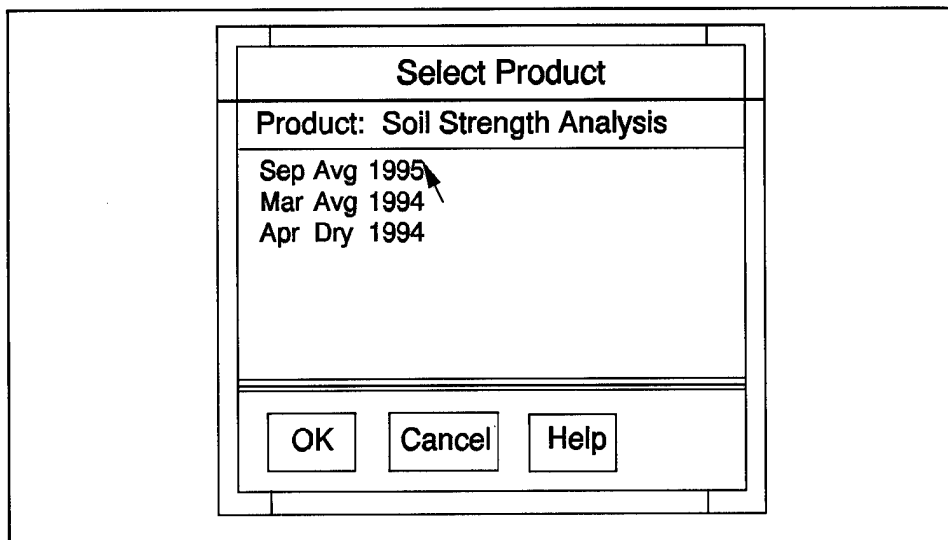 Select Product
Product: Soil Strength Analysis
Sep Avg 1995
Mar Avg 1994
Apr Dry 1994
OK Cancel Help